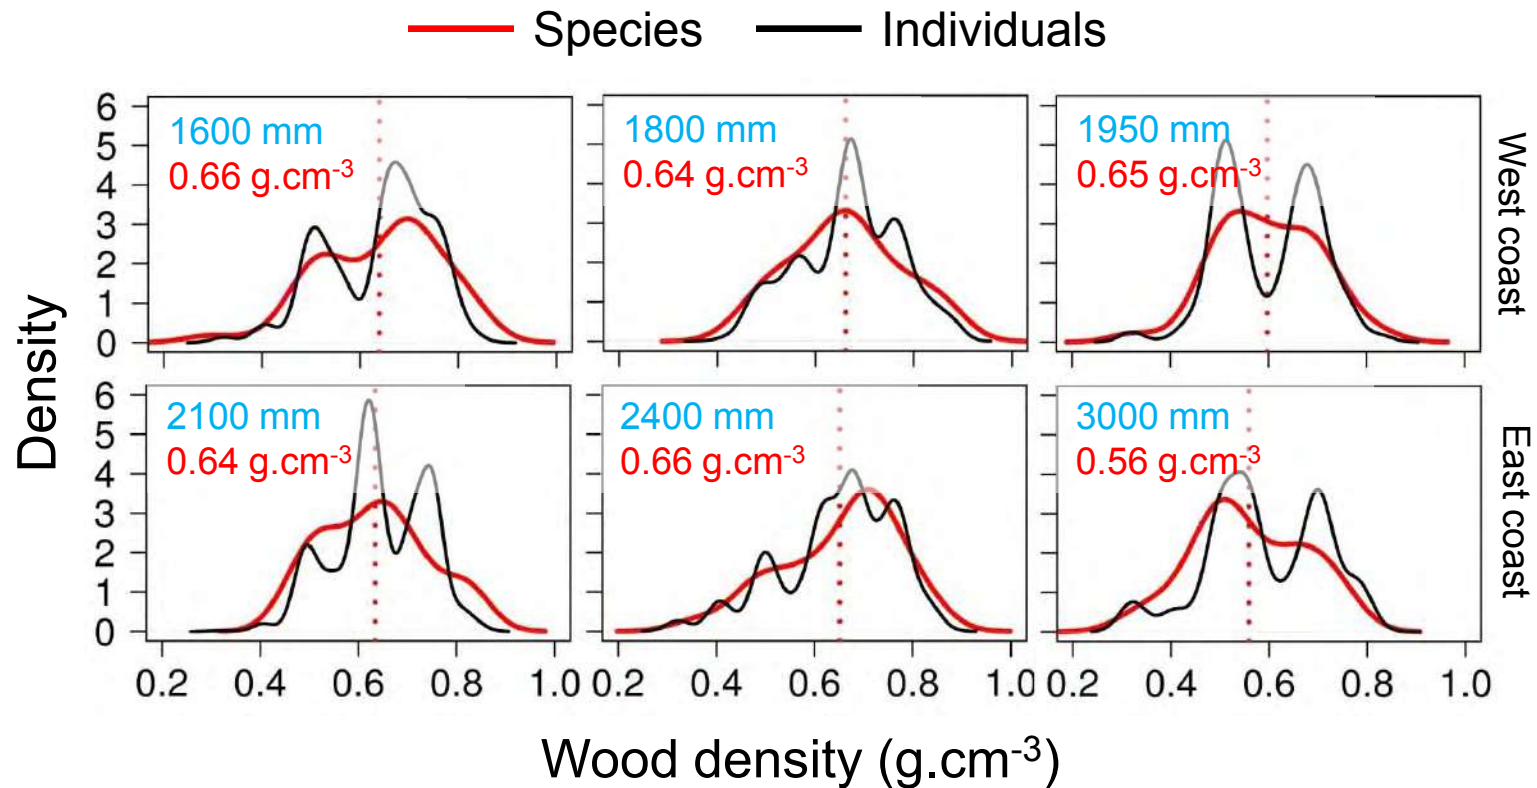 Species Individuals
6
5
4
3
2
1
0
1600 mm
0.66 g.cm-3
1800 mm
0.64 g.cm-3
1950 mm
0.65 g.cm-3
West coast
Density
6
5
4
3
2
1
0
2100 mm
0.64 g.cm-3
2400 mm
0.66 g.cm-3
3000 mm
0.56 g.cm-3
East coast
0.2 0.4 0.6 0.8 1.0 0.2 0.4 0.6 0.8 1.0 0.2 0.4 0.6 0.8 1.0
Wood density (g.cm-3)